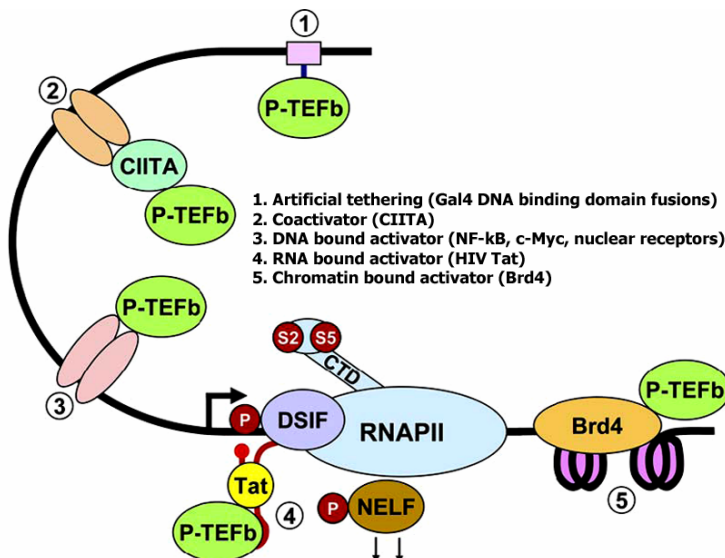 1
P-TEFb
2
CIITA
P-TEFb
1. Artificial tethering (Gal4 DNA binding domain fusions)
2. Coactivator (CIITA)
3. DNA bound activator (NF-kB, c-Myc, nuclear receptors)
4. RNA bound activator (HIV Tat)
5. Chromatin bound activator (Brd4)
P-TEFb
3
S2 S5
CTD
P
DSIF
RNAPII
P-TEFb
Brd4
5
Tat
4
P-TEFb
P
NELF